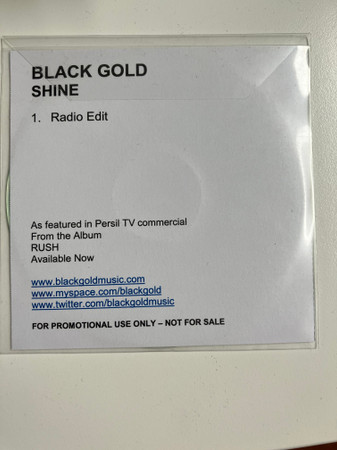 BLACK GOLD
SHINE
1. Radio Edit
As featured in Persil TV commercial
From the Album
RUSH
Available Now
www.blackgoldmusic.com
www.myspace.com/blackgold
www.twitter.com/blackgoldmusic
FOR PROMOTIONAL USE ONLY – NOT FOR SALE